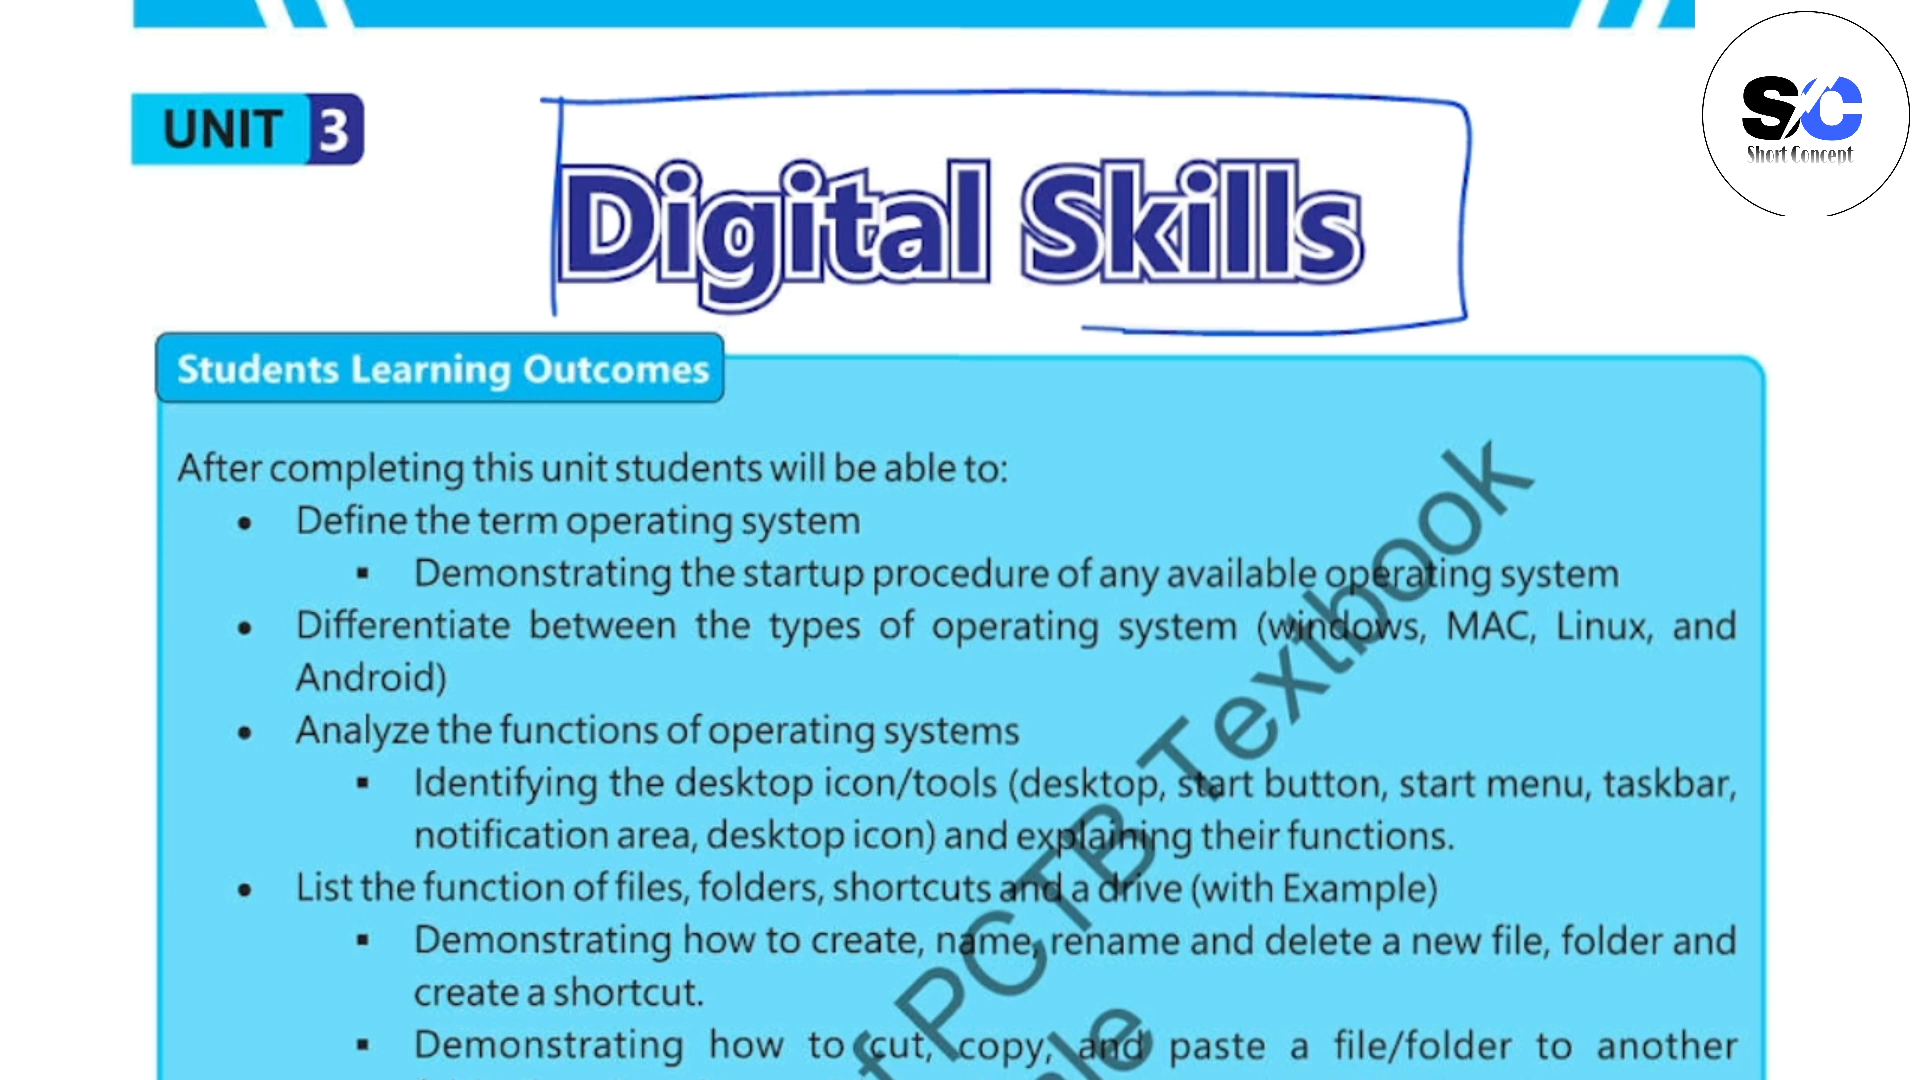 UNIT 3
SC
Short Concept
Digital Skills
Students Learning Outcomes
After completing this unit students will be able to:
• Define the term operating system
▪ Demonstrating the startup procedure of any available operating system
• Differentiate between the types of operating system (windows, MAC, Linux, and
Android)
• Analyze the functions of operating systems
▪ Identifying the desktop icon/tools (desktop, start button, start menu, taskbar,
notification area, desktop icon) and explaining their functions.
• List the function of files, folders, shortcuts and a drive (with Example)
▪ Demonstrating how to create, name, rename and delete a new file, folder and
create a shortcut.
▪ Demonstrating how to cut, copy, and paste a file/folder to another
PCTB Textbook